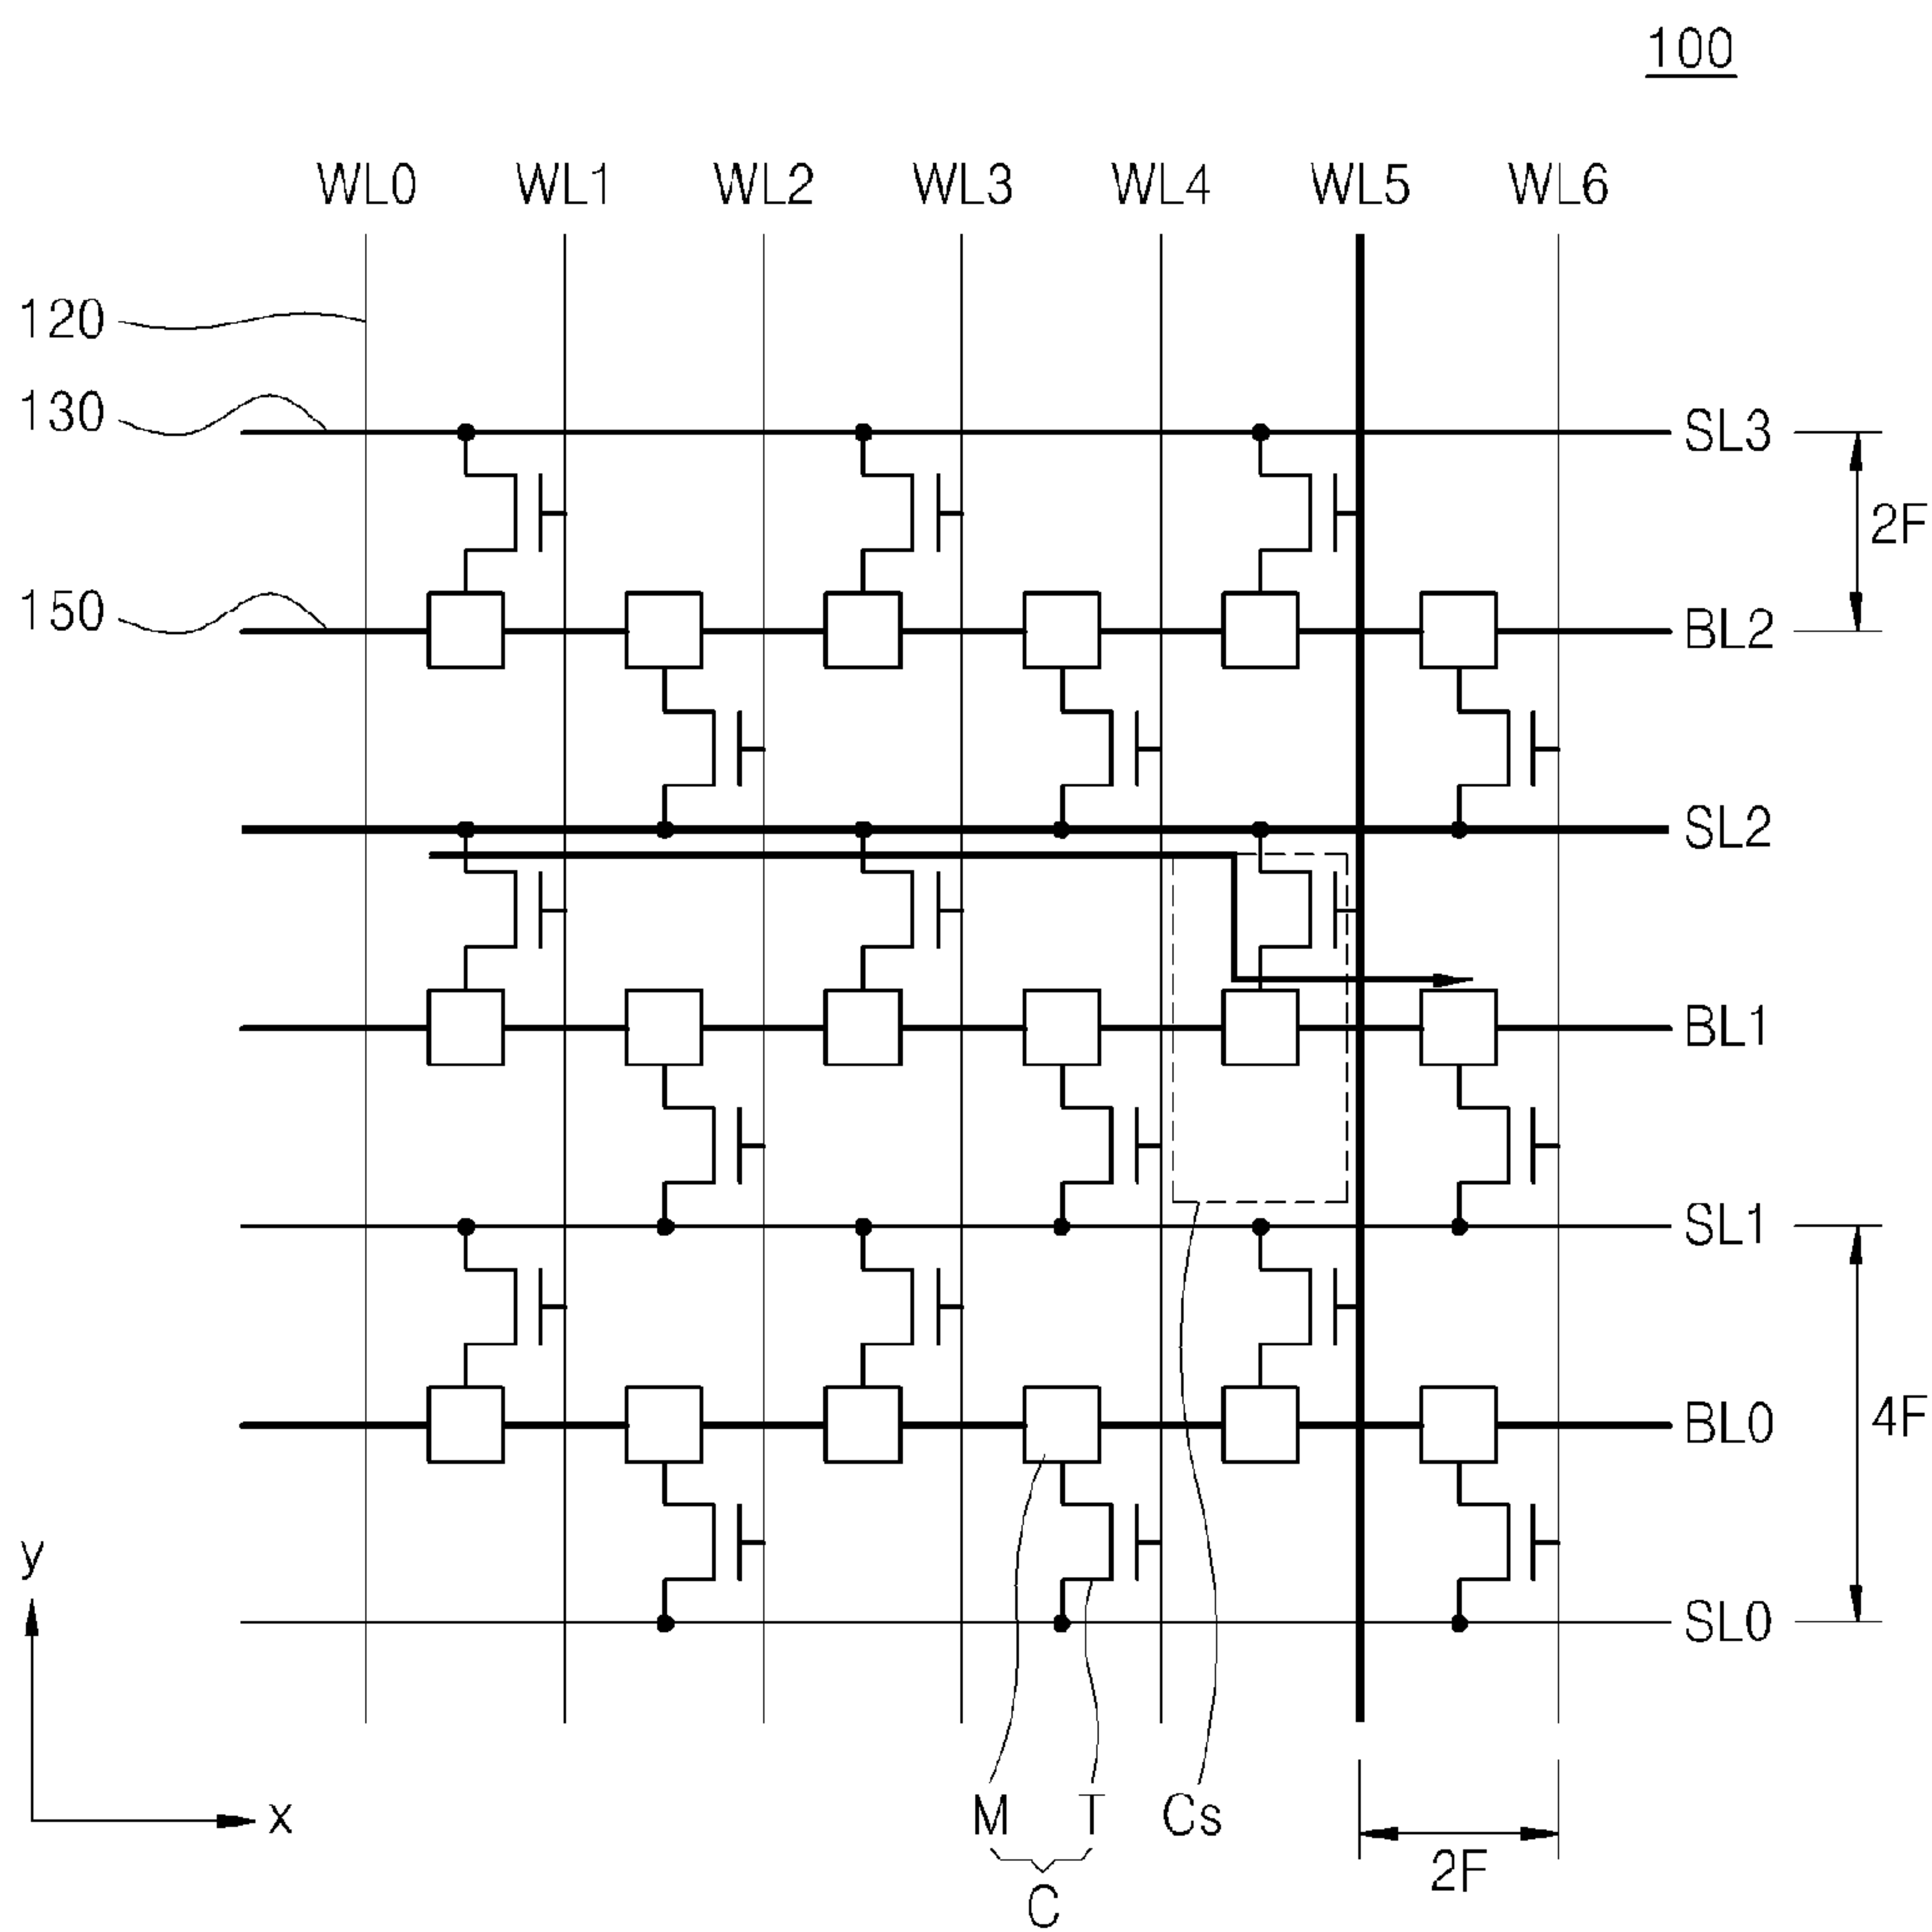 100
WL0 WL1 WL2 WL3 WL4 WL5 WL6
120
130
SL3
2F
150
BL2
SL2
BL1
SL1
BL0
4F
y
SL0
x
M T Cs
2F
C